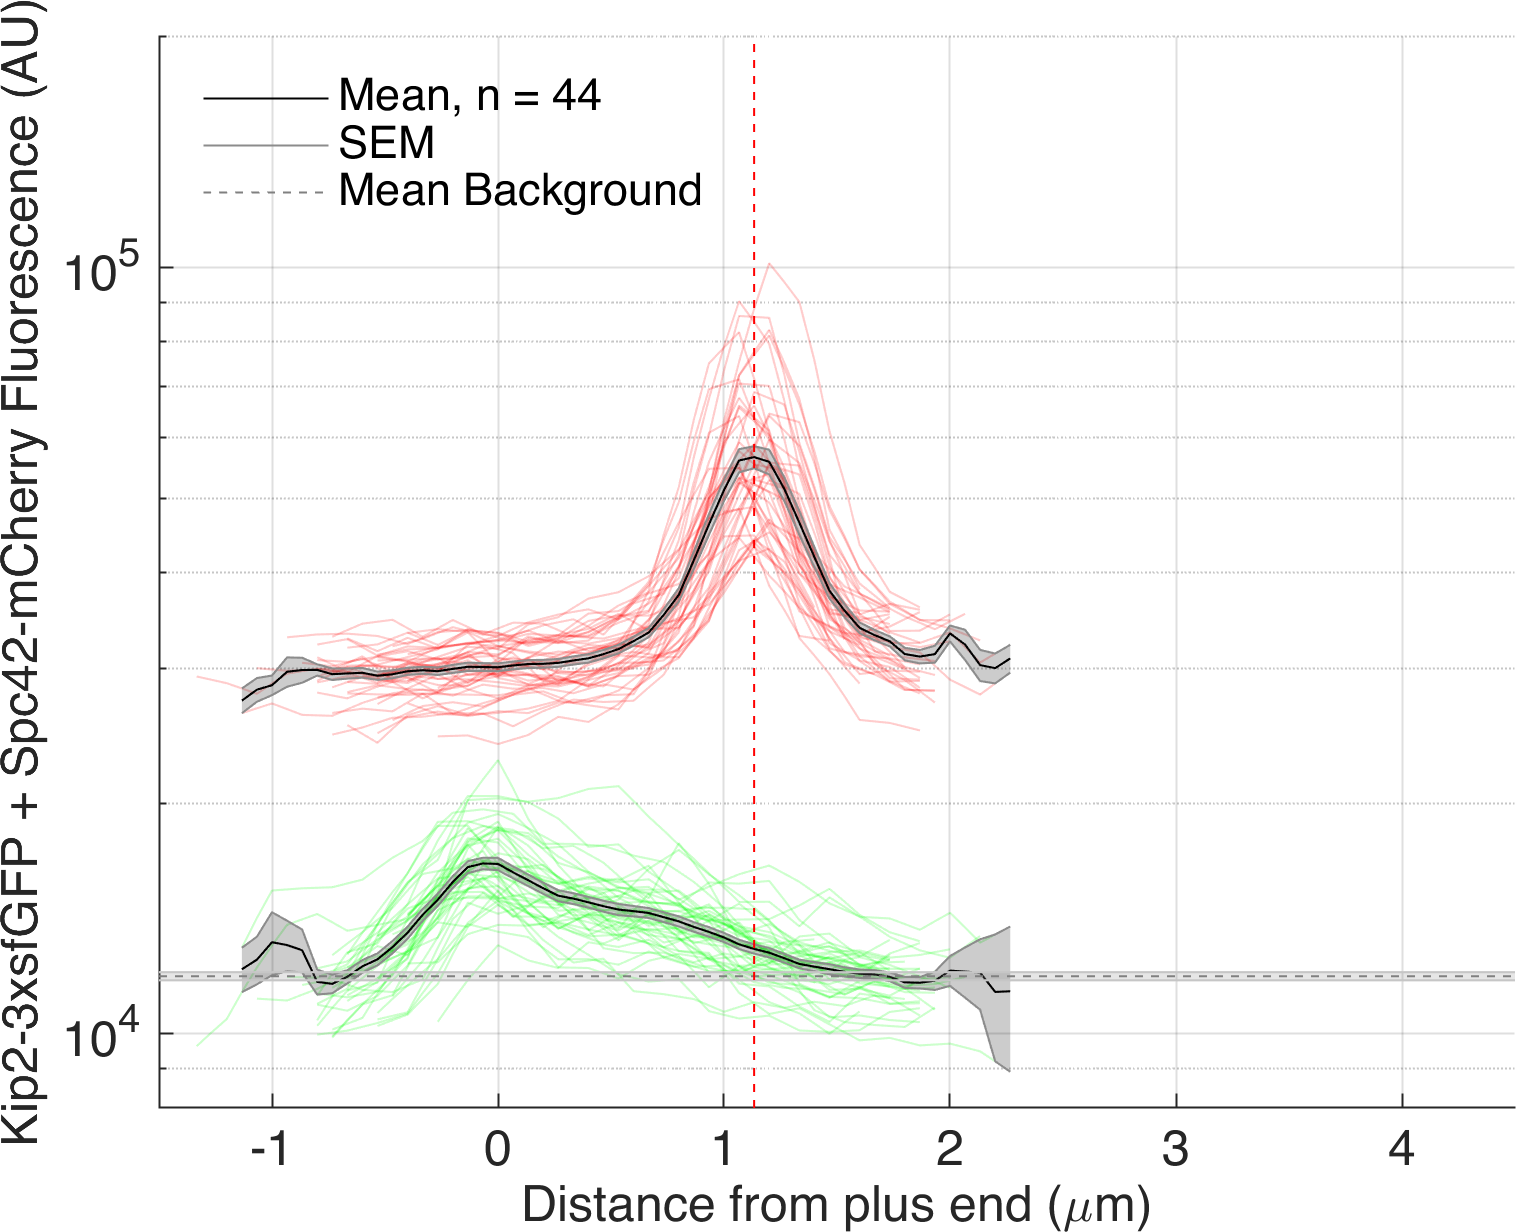 Kip2-3xsfGFP + Spc42-mCherry Fluorescence (AU)
Mean, n = 44
SEM
Mean Background
10^5
10^4
-1 0 1 2 3 4
Distance from plus end (μm)